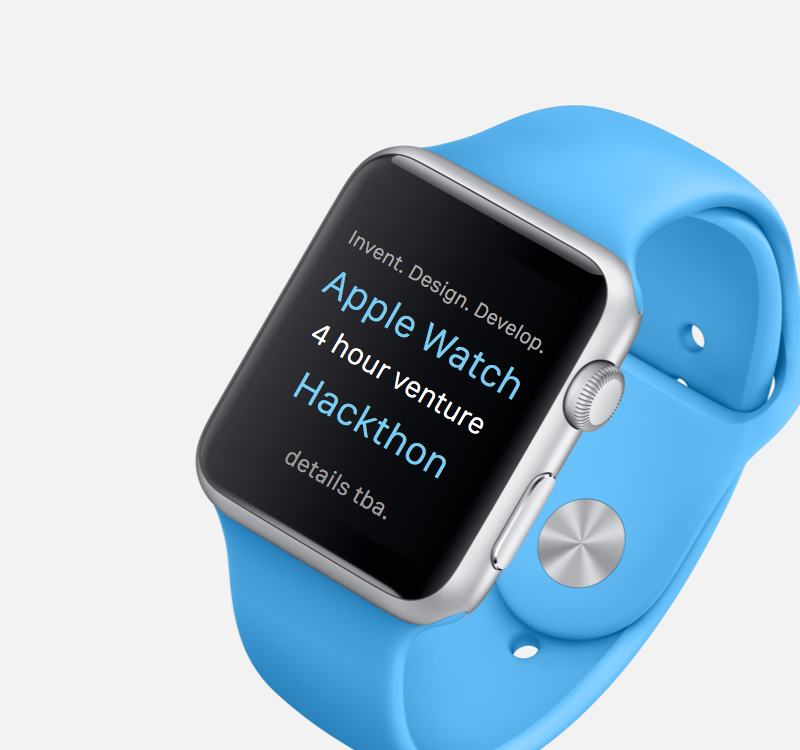 Invent. Design. Develop.
Apple Watch
4 hour venture
Hackthon
details tba.